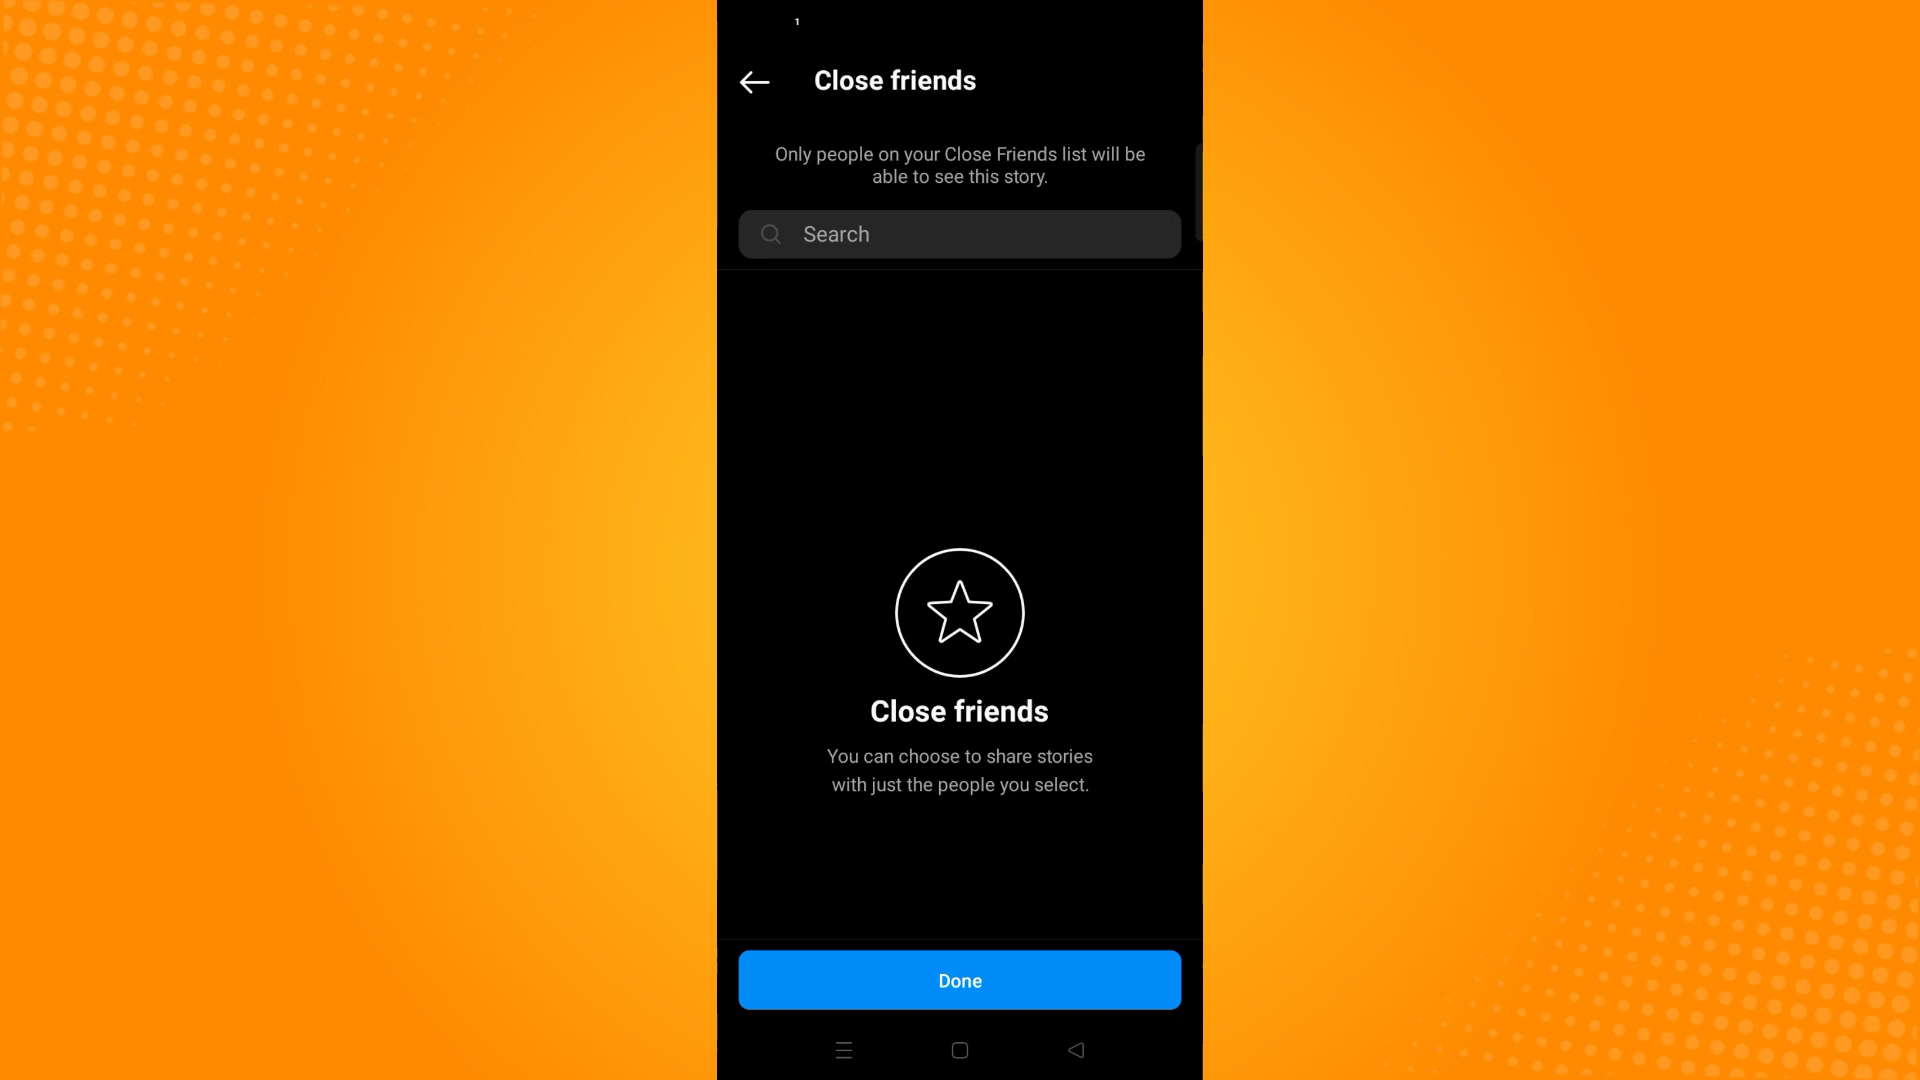 1
Close friends
Only people on your Close Friends list will be
able to see this story.
Search
Close friends
You can choose to share stories
with just the people you select.
Done